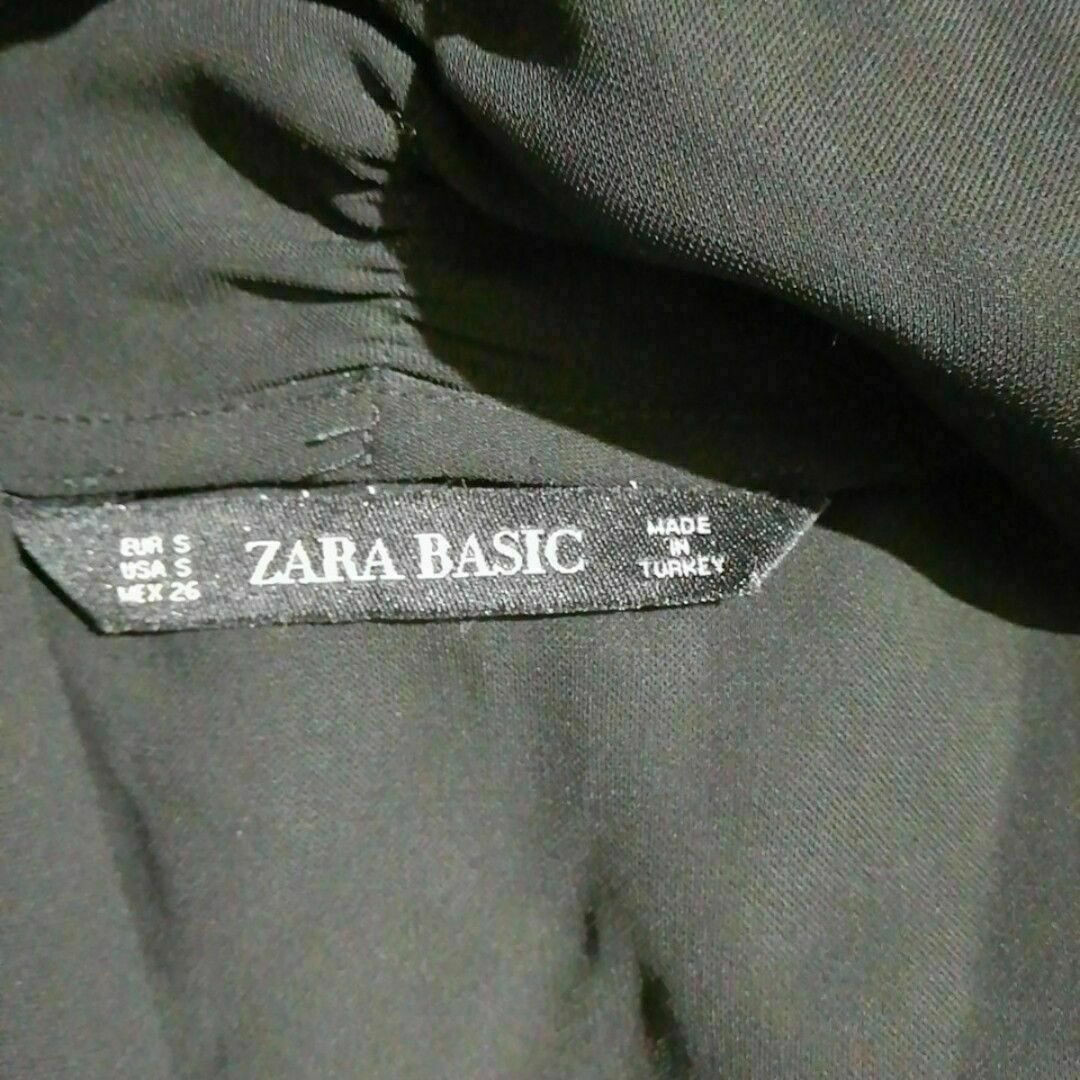 EUR S
USA S
MEX 26
ZARA BASIC
MADE
IN
TURKEY